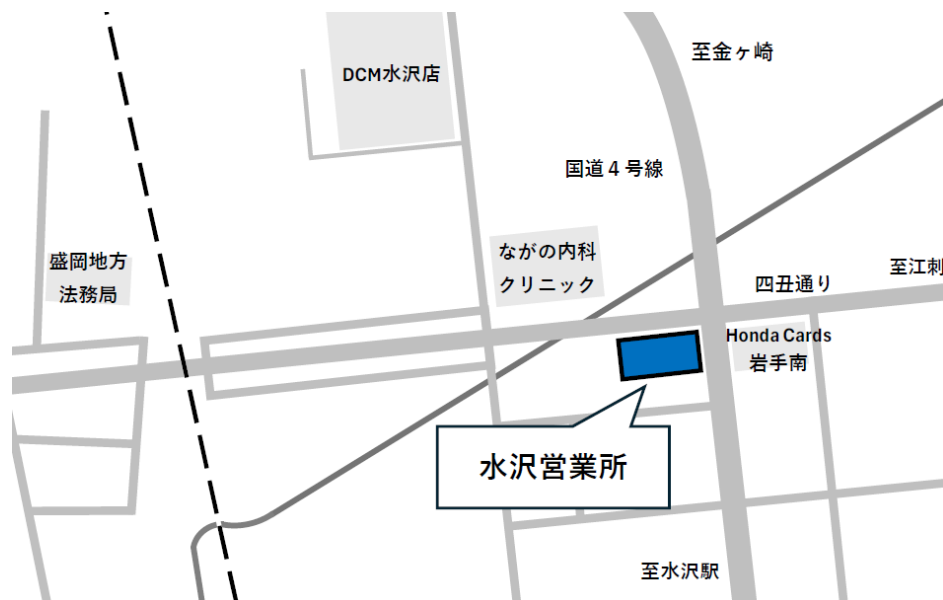 至金ヶ崎
DCM水沢店
国道4号線
ながの内科
クリニック
盛岡地方
法務局
至江刺
四丑通り
Honda Cards
岩手南
水沢営業所
至水沢駅